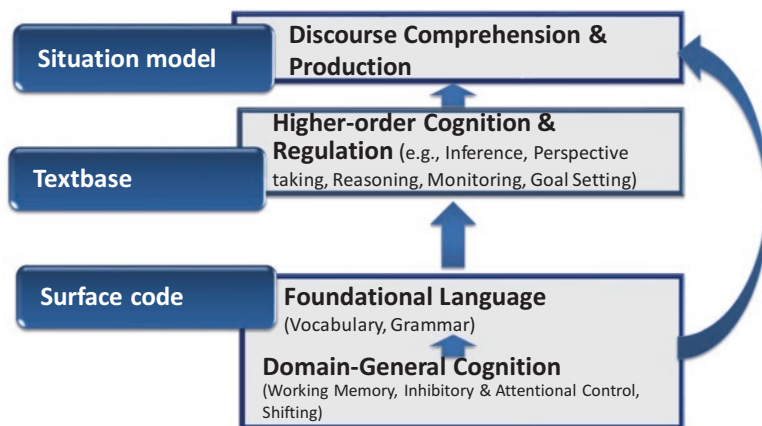 Situation model
Discourse Comprehension &
Production
Textbase
Higher-order Cognition &
Regulation (e.g., Inference, Perspective
taking, Reasoning, Monitoring, Goal Setting)
Surface code
Foundational Language
(Vocabulary, Grammar)
Domain-General Cognition
(Working Memory, Inhibitory & Attentional Control,
Shifting)